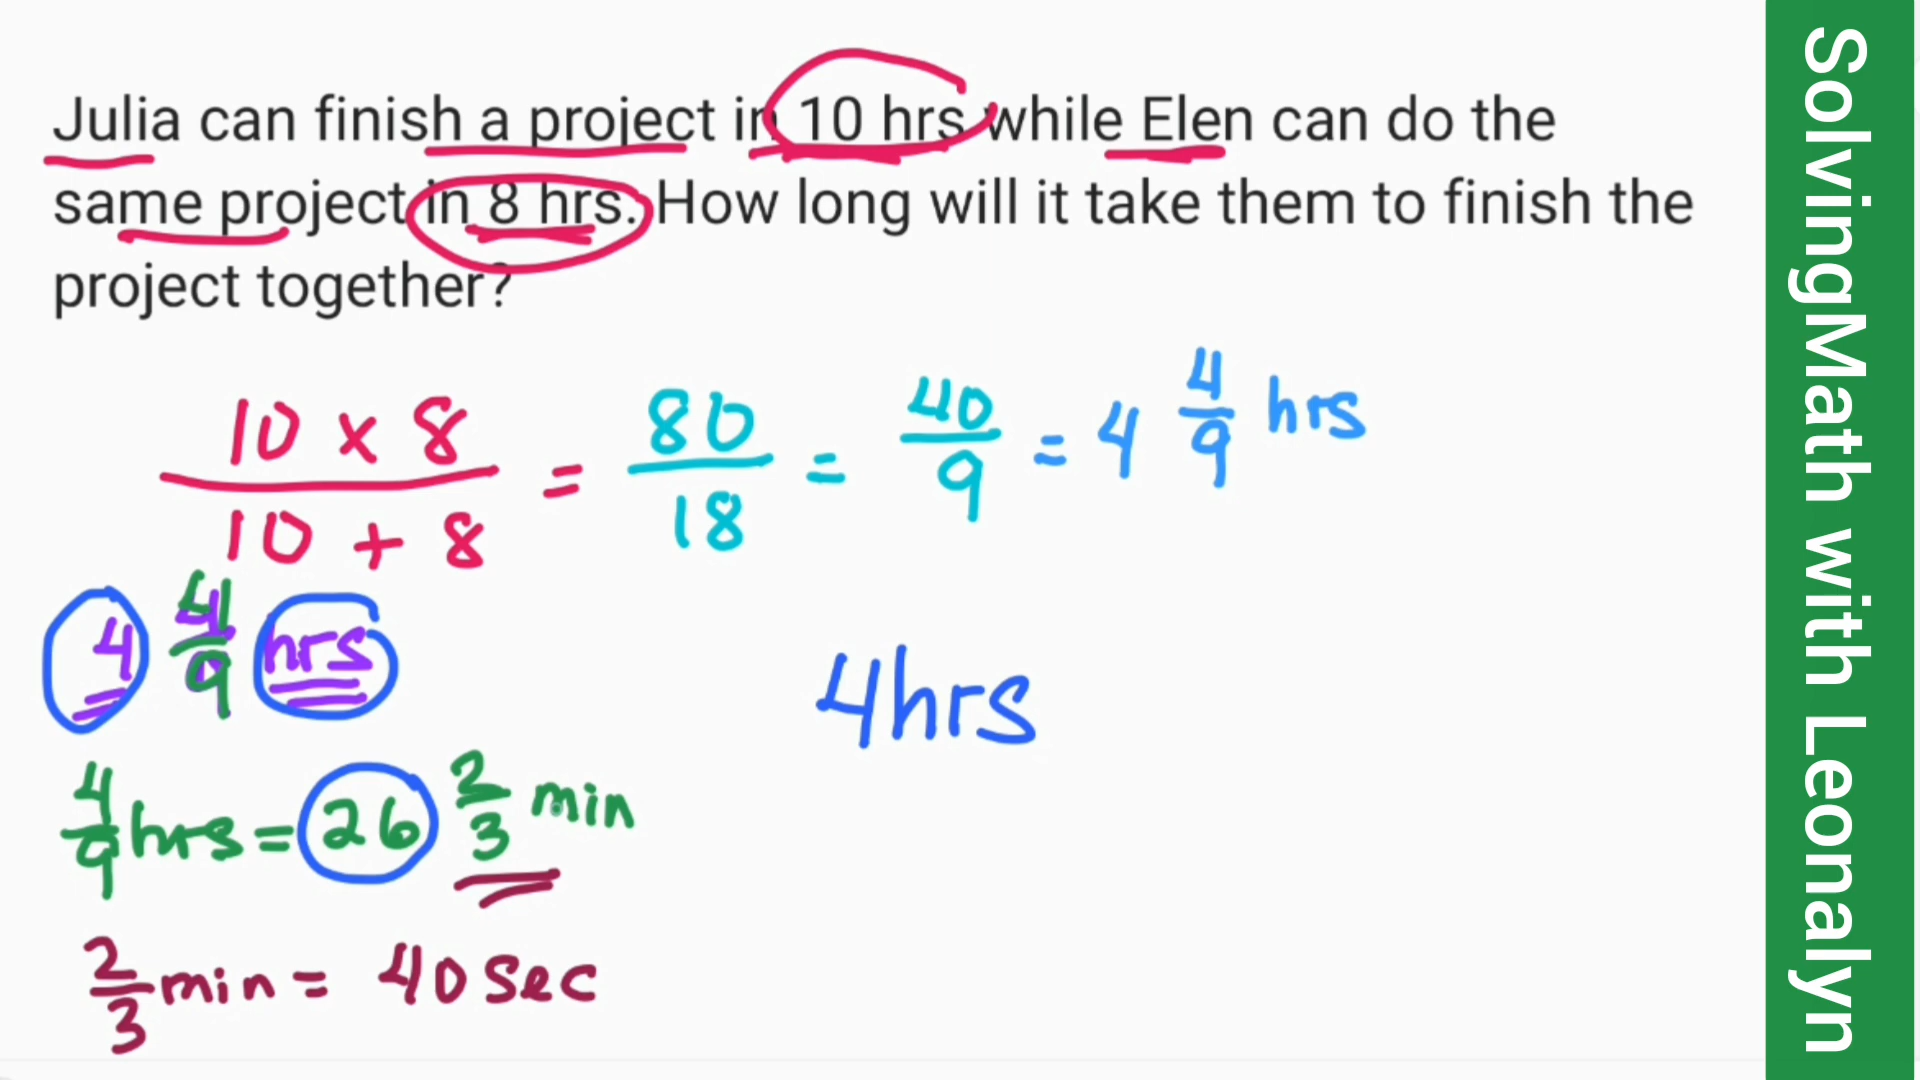 Julia can finish a project in 10 hrs while Elen can do the
same project in 8 hrs. How long will it take them to finish the
project together?
10 x 8 / 10 + 8 = 80/18 = 40/9 = 4 4/9 hrs
4 4/9 hrs
4hrs
4/9 hrs = 26 2/3 min
2/3 min = 40 sec
SolvingMath with Leonalyn